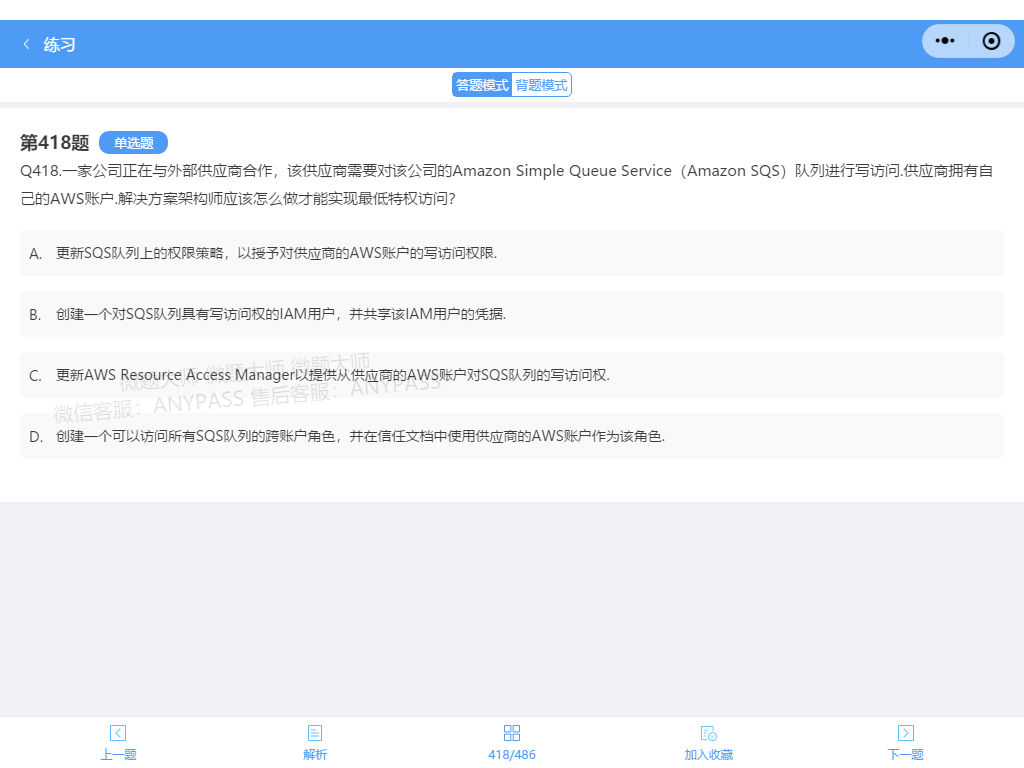 练习
答题模式 背题模式
第418题 单选题
Q418.一家公司正在与外部供应商合作，该供应商需要对该公司的Amazon Simple Queue Service（Amazon SQS）队列进行写访问.供应商拥有自
己的AWS账户.解决方案架构师应该怎么做才能实现最低特权访问？
A. 更新SQS队列上的权限策略，以授予对供应商的AWS账户的写访问权限.
B. 创建一个对SQS队列具有写访问权的IAM用户，并共享该IAM用户的凭据.
微题大师 微题大师 微题大师
C. 更新AWS Resource Access Manager以提供从供应商的AWS账户对SQS队列的写访问权.
微信客服：ANYPASS 售后客服：ANYPASS
D. 创建一个可以访问所有SQS队列的跨账户角色，并在信任文档中使用供应商的AWS账户作为该角色.
上一题 解析 418/486 加入收藏 下一题